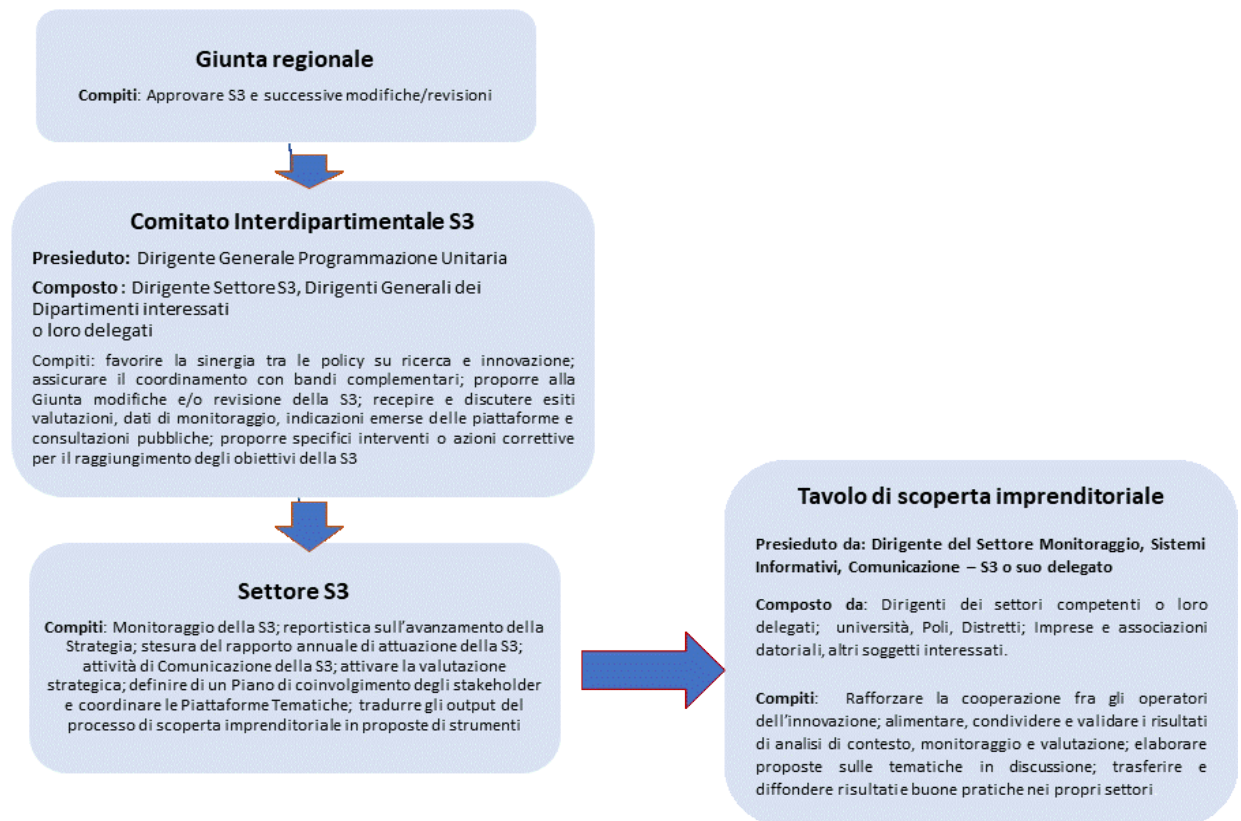 Giunta regionale
Compiti: Approvare S3 e successive modifiche/revisioni
Comitato Interdipartimentale S3
Presieduto: Dirigente Generale Programmazione Unitaria
Composto : Dirigente Settore S3, Dirigenti Generali dei
Dipartimenti interessati
o loro delegati
Compiti: favorire la sinergia tra le policy su ricerca e innovazione;
assicurare il coordinamento con bandi complementari; proporre alla
Giunta modifiche e/o revisione della S3; recepire e discutere esiti
valutazioni, dati di monitoraggio, indicazioni emerse delle piattaforme e
consultazioni pubbliche; proporre specifici interventi o azioni correttive
per il raggiungimento degli obiettivi della S3
Settore S3
Compiti: Monitoraggio della S3; reportistica sull'avanzamento della
Strategia; stesura del rapporto annuale di attuazione della S3;
attività di Comunicazione della S3; attivare la valutazione
strategica; definire di un Piano di coinvolgimento degli stakeholder
e coordinare le Piattaforme Tematiche; tradurre gli output del
processo di scoperta imprenditoriale in proposte di strumenti
Tavolo di scoperta imprenditoriale
Presieduto da: Dirigente del Settore Monitoraggio, Sistemi
Informativi, Comunicazione – S3 o suo delegato
Composto da: Dirigenti dei settori competenti o loro
delegati; università, Poli, Distretti; Imprese e associazioni
datoriali, altri soggetti interessati.
Compiti: Rafforzare la cooperazione fra gli operatori
dell'innovazione; alimentare, condividere e validare i risultati
di analisi di contesto, monitoraggio e valutazione; elaborare
proposte sulle tematiche in discussione; trasferire e
diffondere risultati e buone pratiche nei propri settori